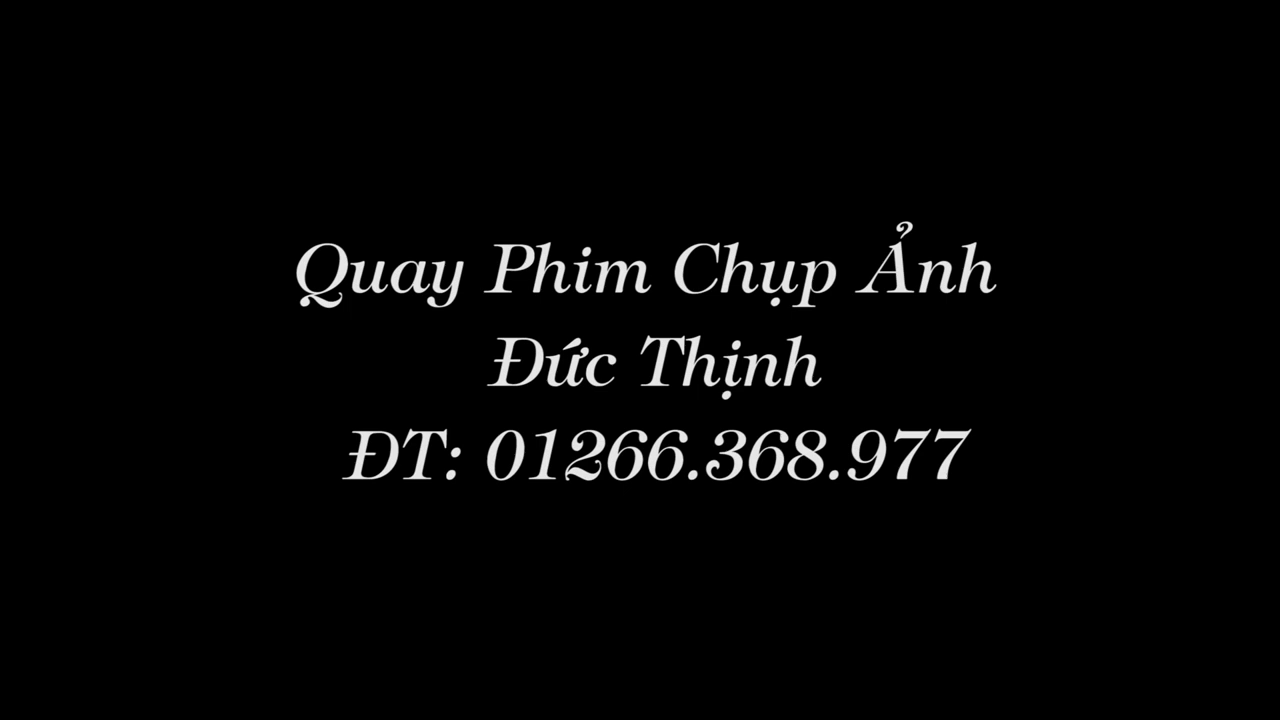 Quay Phim Chụp Ảnh
Đức Thịnh
ĐT: 01266.368.977